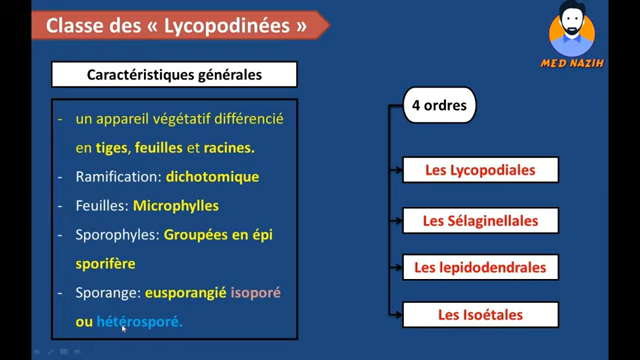 Classe des « Lycopodinées »
MED NAZIH
Caractéristiques générales
- un appareil végétatif différencié
en tiges, feuilles et racines.
- Ramification: dichotomique
- Feuilles: Microphylles
- Sporophyles: Groupées en épi
sporifère
- Sporange: eusporangié isoporé
ou hétérosporé.
4 ordres
Les Lycopodiales
Les Sélaginellales
Les lepidodendrales
Les Isoétales